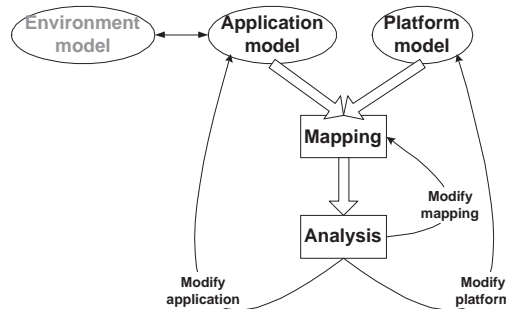 Environment
model
Application
model
Platform
model
Mapping
Modify
mapping
Analysis
Modify
application
Modify
platform